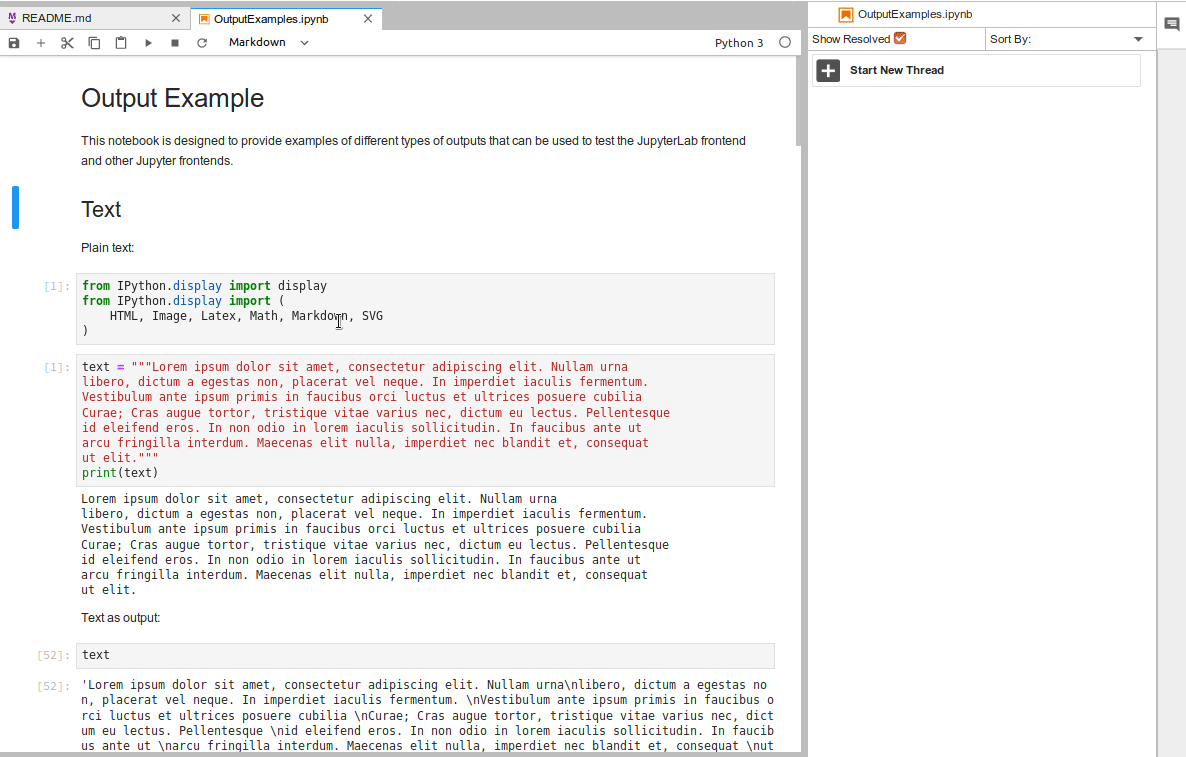 README.md
OutputExamples.ipynb
Markdown
Python 3
Output Example
This notebook is designed to provide examples of different types of outputs that can be used to test the JupyterLab frontend
and other Jupyter frontends.
Text
Plain text:
[1]: from IPython.display import display
from IPython.display import (
    HTML, Image, Latex, Math, Markdown, SVG
)
[1]: text = """Lorem ipsum dolor sit amet, consectetur adipiscing elit. Nullam urna
libero, dictum a egestas non, placerat vel neque. In imperdiet iaculis fermentum.
Vestibulum ante ipsum primis in faucibus orci luctus et ultrices posuere cubilia
Curae; Cras augue tortor, tristique vitae varius nec, dictum eu lectus. Pellentesque
id eleifend eros. In non odio in lorem iaculis sollicitudin. In faucibus ante ut
arcu fringilla interdum. Maecenas elit nulla, imperdiet nec blandit et, consequat
ut elit."""
print(text)
Lorem ipsum dolor sit amet, consectetur adipiscing elit. Nullam urna
libero, dictum a egestas non, placerat vel neque. In imperdiet iaculis fermentum.
Vestibulum ante ipsum primis in faucibus orci luctus et ultrices posuere cubilia
Curae; Cras augue tortor, tristique vitae varius nec, dictum eu lectus. Pellentesque
id eleifend eros. In non odio in lorem iaculis sollicitudin. In faucibus ante ut
arcu fringilla interdum. Maecenas elit nulla, imperdiet nec blandit et, consequat
ut elit.
Text as output:
[52]: text
[52]: 'Lorem ipsum dolor sit amet, consectetur adipiscing elit. Nullam urna\nlibero, dictum a egestas no
n, placerat vel neque. In imperdiet iaculis fermentum. \nVestibulum ante ipsum primis in faucibus o
rci luctus et ultrices posuere cubilia \nCurae; Cras augue tortor, tristique vitae varius nec, dict
um eu lectus. Pellentesque \nid eleifend eros. In non odio in lorem iaculis sollicitudin. In faucib
us ante ut \narcu fringilla interdum. Maecenas elit nulla, imperdiet nec blandit et, consequat \nut
OutputExamples.ipynb
Show Resolved
Sort By:
Start New Thread